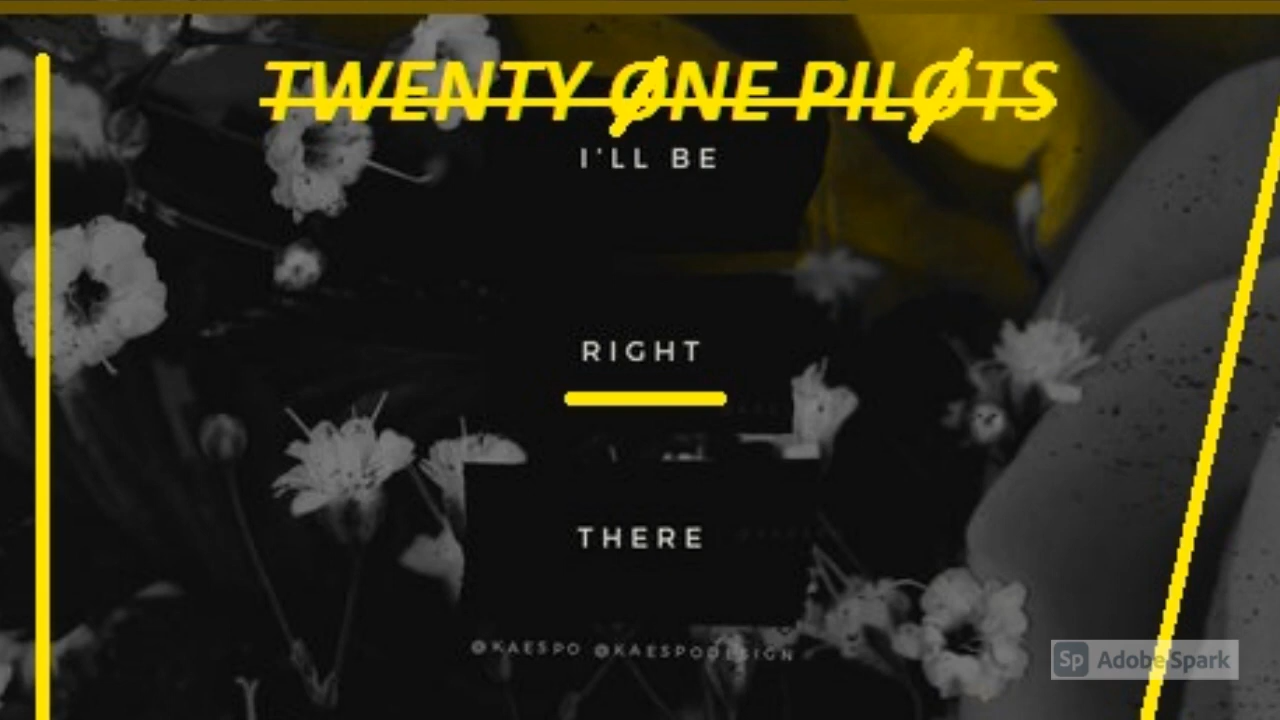 TWENTY ØNE PILØTS
I'LL BE
RIGHT
THERE
@KAESPO @KAESPODESIGN
Sp Adobe Spark